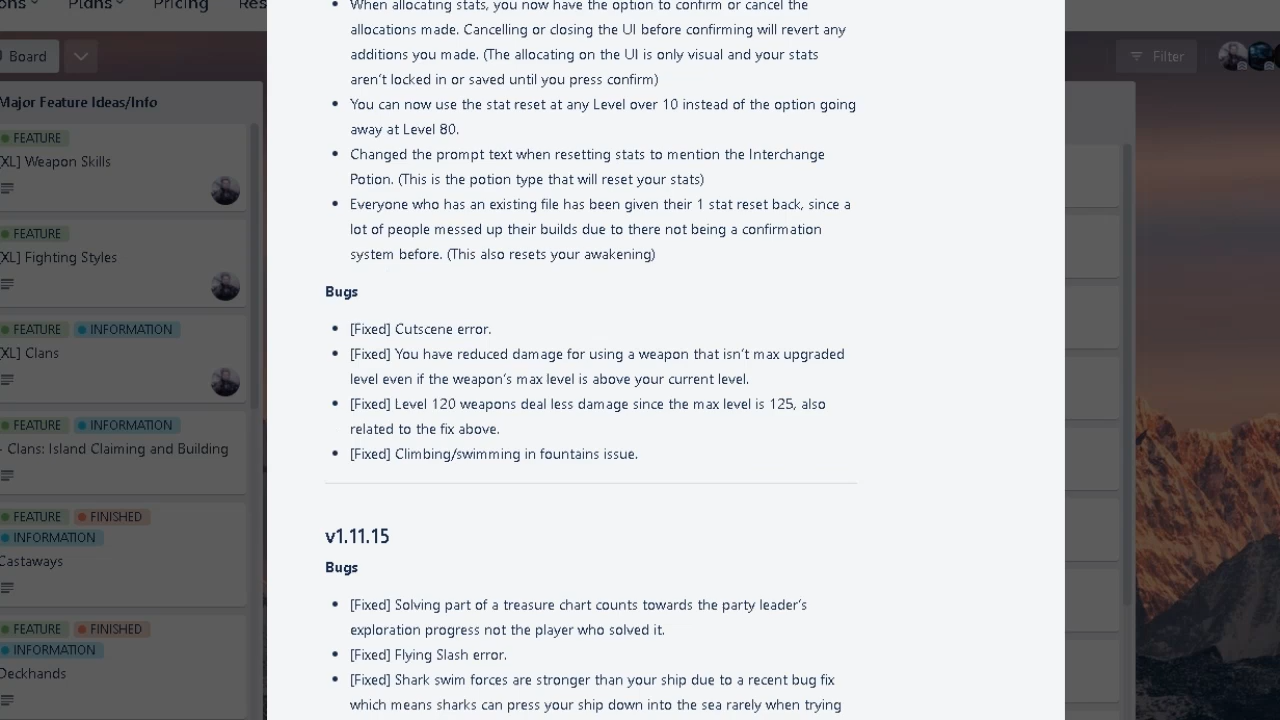 Plans
Pricing
Board
Filter
Major Feature Ideas/Info
FEATURE
[XL] Weapon Skills
FEATURE
[XL] Fighting Styles
FEATURE INFORMATION
[XL] Clans
FEATURE INFORMATION
- Clans: Island Claiming and Building
FEATURE FINISHED
INFORMATION
Castaways
FEATURE FINISHED
INFORMATION
Deckhands
• When allocating stats, you now have the option to confirm or cancel the
allocations made. Cancelling or closing the UI before confirming will revert any
additions you made. (The allocating on the UI is only visual and your stats
aren't locked in or saved until you press confirm)
• You can now use the stat reset at any Level over 10 instead of the option going
away at Level 80.
• Changed the prompt text when resetting stats to mention the Interchange
Potion. (This is the potion type that will reset your stats)
• Everyone who has an existing file has been given their 1 stat reset back, since a
lot of people messed up their builds due to there not being a confirmation
system before. (This also resets your awakening)
Bugs
• [Fixed] Cutscene error.
• [Fixed] You have reduced damage for using a weapon that isn't max upgraded
level even if the weapon's max level is above your current level.
• [Fixed] Level 120 weapons deal less damage since the max level is 125, also
related to the fix above.
• [Fixed] Climbing/swimming in fountains issue.
v1.11.15
Bugs
• [Fixed] Solving part of a treasure chart counts towards the party leader's
exploration progress not the player who solved it.
• [Fixed] Flying Slash error.
• [Fixed] Shark swim forces are stronger than your ship due to a recent bug fix
which means sharks can press your ship down into the sea rarely when trying